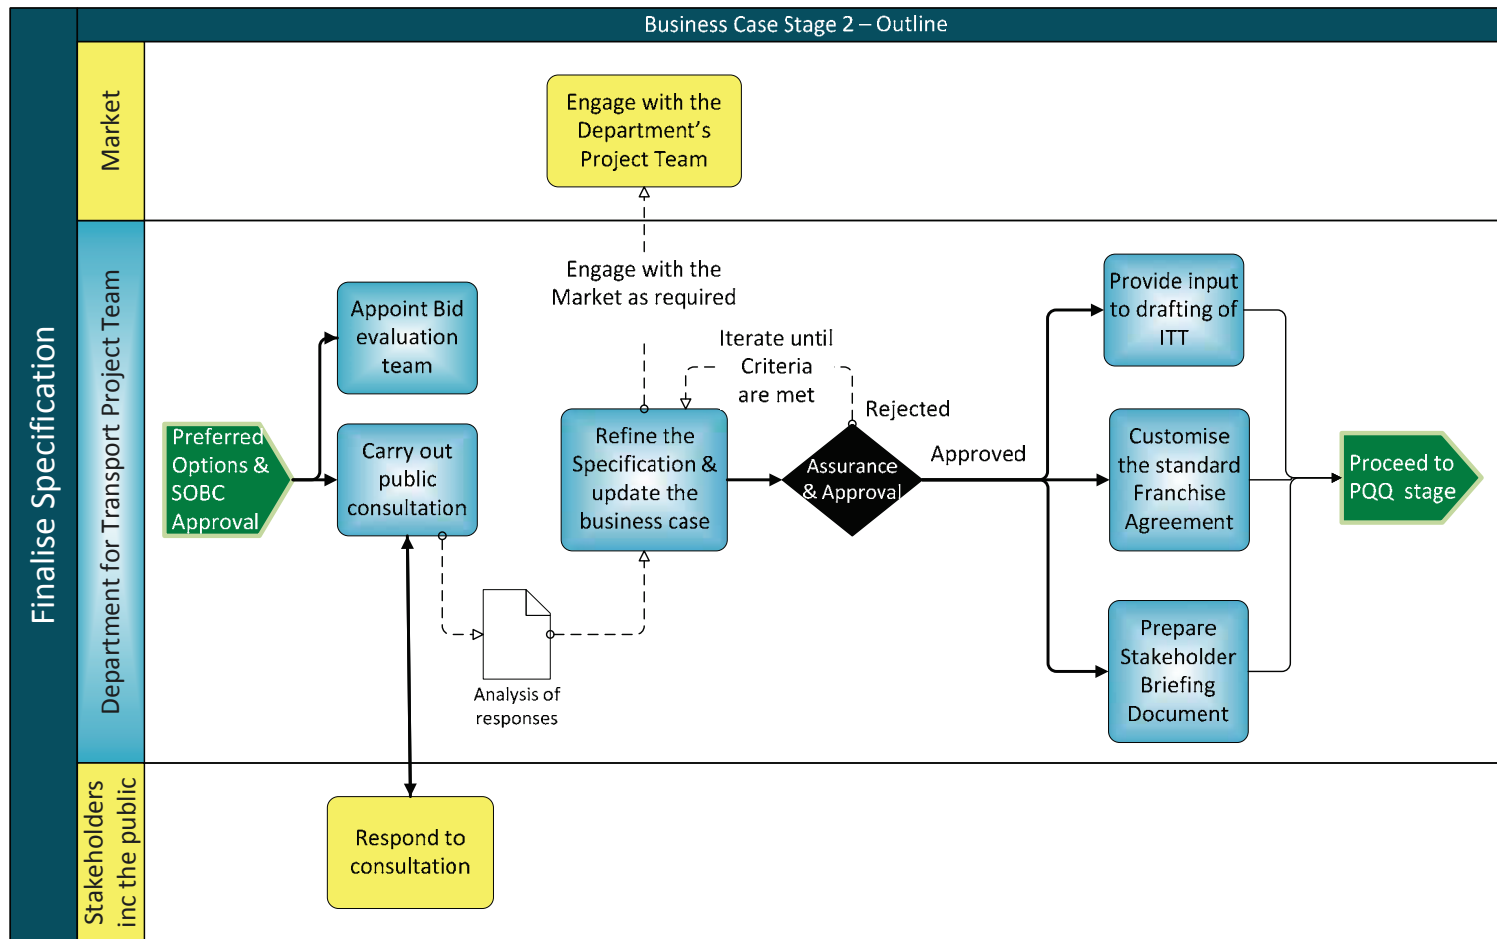 Business Case Stage 2 – Outline
Finalise Specification
Market
Engage with the
Department’s
Project Team
Department for Transport Project Team
Engage with the
Market as required
Appoint Bid
evaluation
team
Preferred
Options &
SOBC
Approval
Carry out
public
consultation
Analysis of
responses
Refine the
Specification &
update the
business case
Iterate until
Criteria
are met
Rejected
Assurance
& Approval
Approved
Provide input
to drafting of
ITT
Customise
the standard
Franchise
Agreement
Prepare
Stakeholder
Briefing
Document
Proceed to
PQQ stage
Stakeholders
inc the public
Respond to
consultation